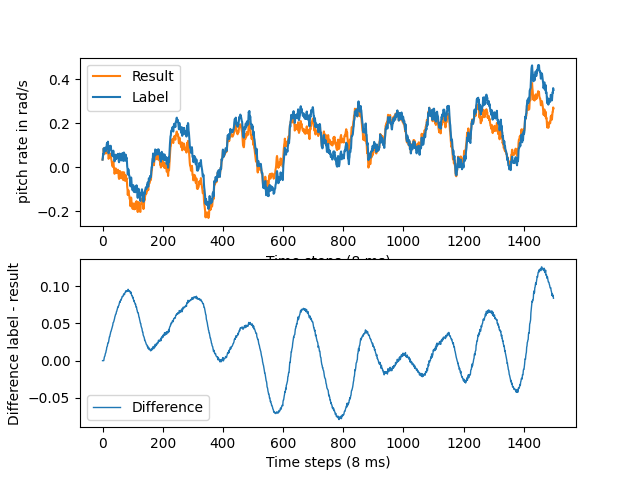 pitch rate in rad/s
0.4
0.2
0.0
−0.2
Result
Label
0 200 400 600 800 1000 1200 1400
Time steps (8 ms)
Difference label - result
0.10
0.05
0.00
−0.05
Difference
0 200 400 600 800 1000 1200 1400
Time steps (8 ms)